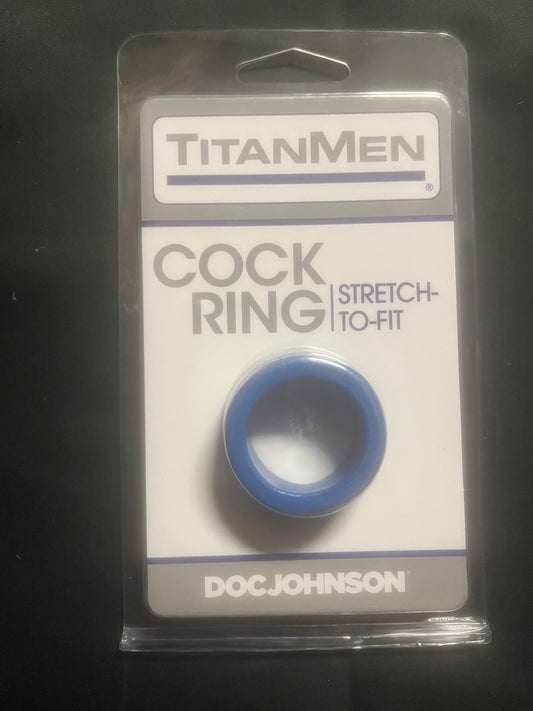 TITANMEN
®
COCK
RING
STRETCH-
TO-FIT
DOCJOHNSON®